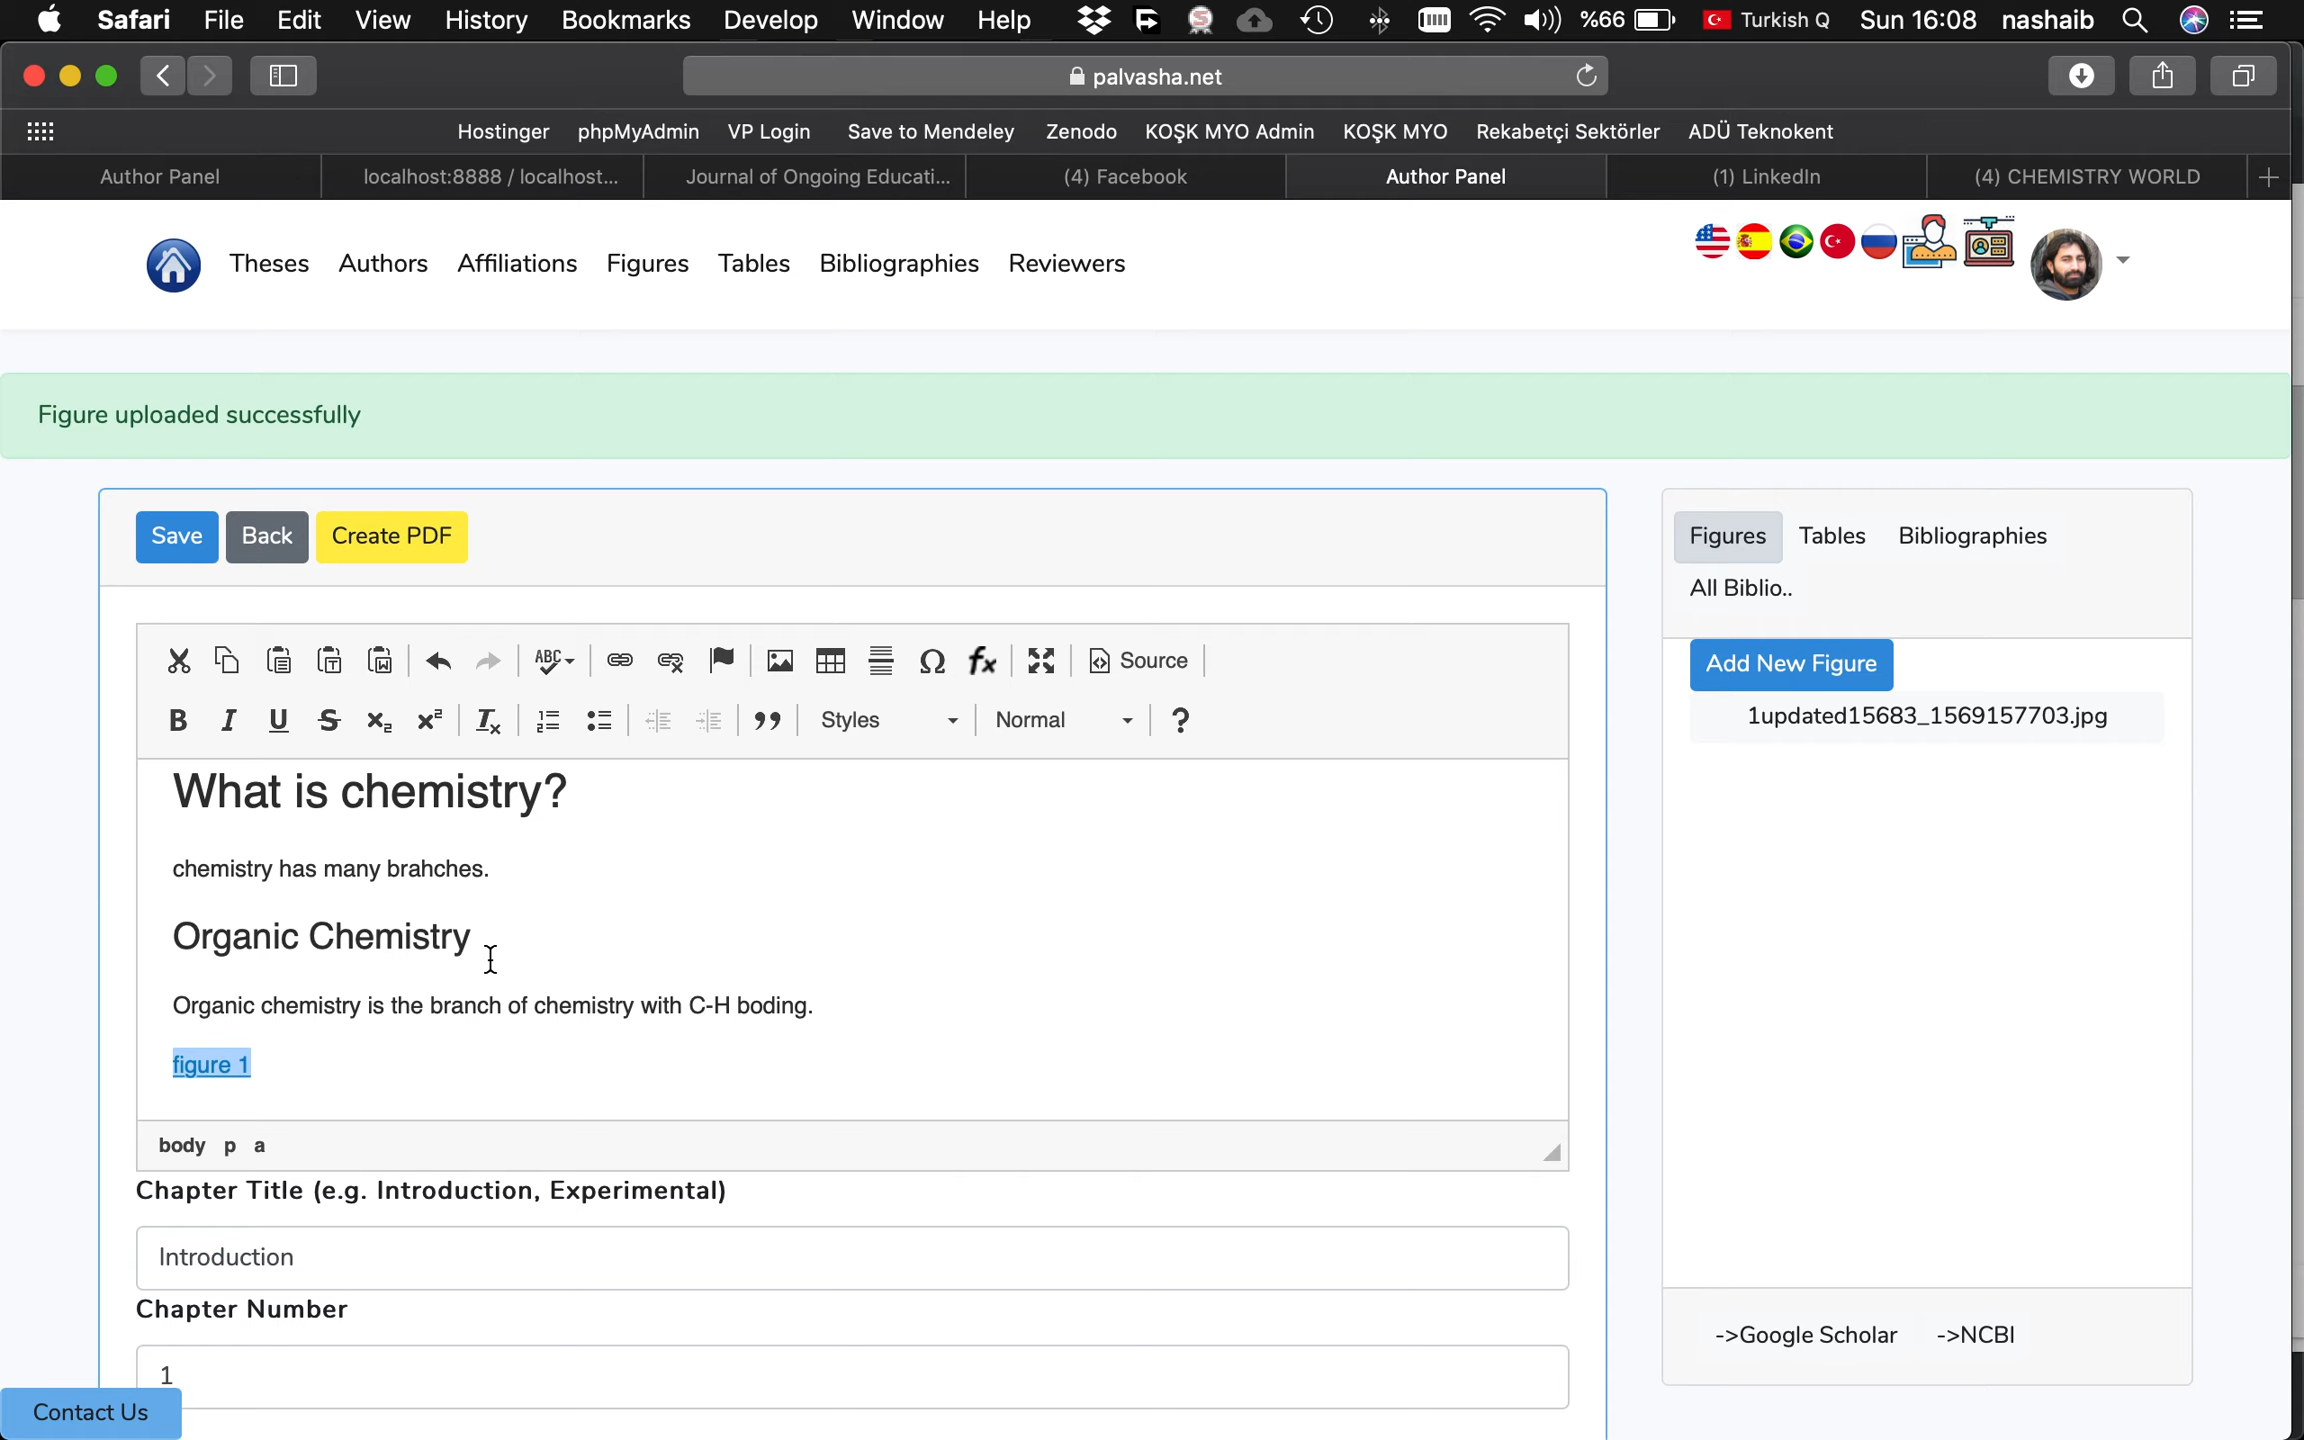 Safari File Edit View History Bookmarks Develop Window Help %66 Turkish Q Sun 16:08 nashaib
palvasha.net
Hostinger phpMyAdmin VP Login Save to Mendeley Zenodo KOŞK MYO Admin KOŞK MYO Rekabetçi Sektörler ADÜ Teknokent
Author Panel localhost:8888 / localhost... Journal of Ongoing Educati... (4) Facebook Author Panel (1) LinkedIn (4) CHEMISTRY WORLD
Theses Authors Affiliations Figures Tables Bibliographies Reviewers
Figure uploaded successfully
Save Back Create PDF
Source
Styles Normal ?
What is chemistry?
chemistry has many brahches.
Organic Chemistry
Organic chemistry is the branch of chemistry with C-H boding.
figure 1
body p a
Chapter Title (e.g. Introduction, Experimental)
Introduction
Chapter Number
1
Contact Us
Figures Tables Bibliographies
All Biblio..
Add New Figure
1updated15683_1569157703.jpg
->Google Scholar ->NCBI